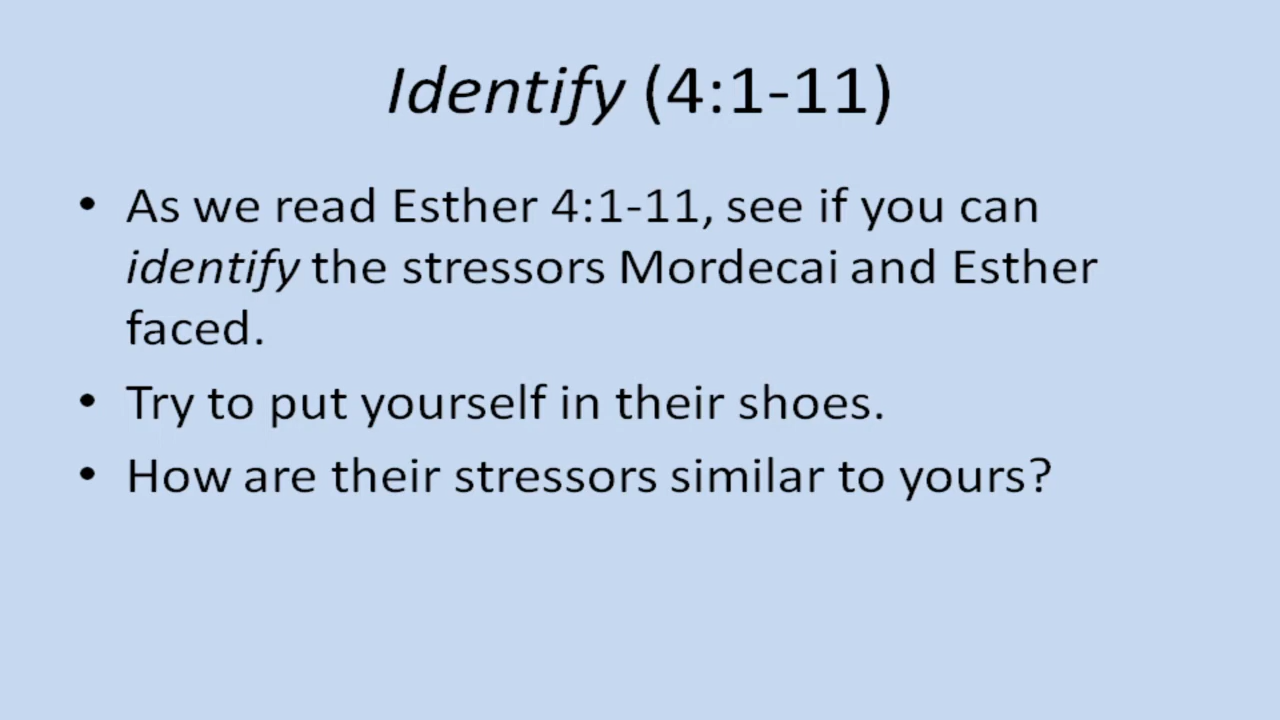 Identify (4:1-11)
• As we read Esther 4:1-11, see if you can
identify the stressors Mordecai and Esther
faced.
• Try to put yourself in their shoes.
• How are their stressors similar to yours?